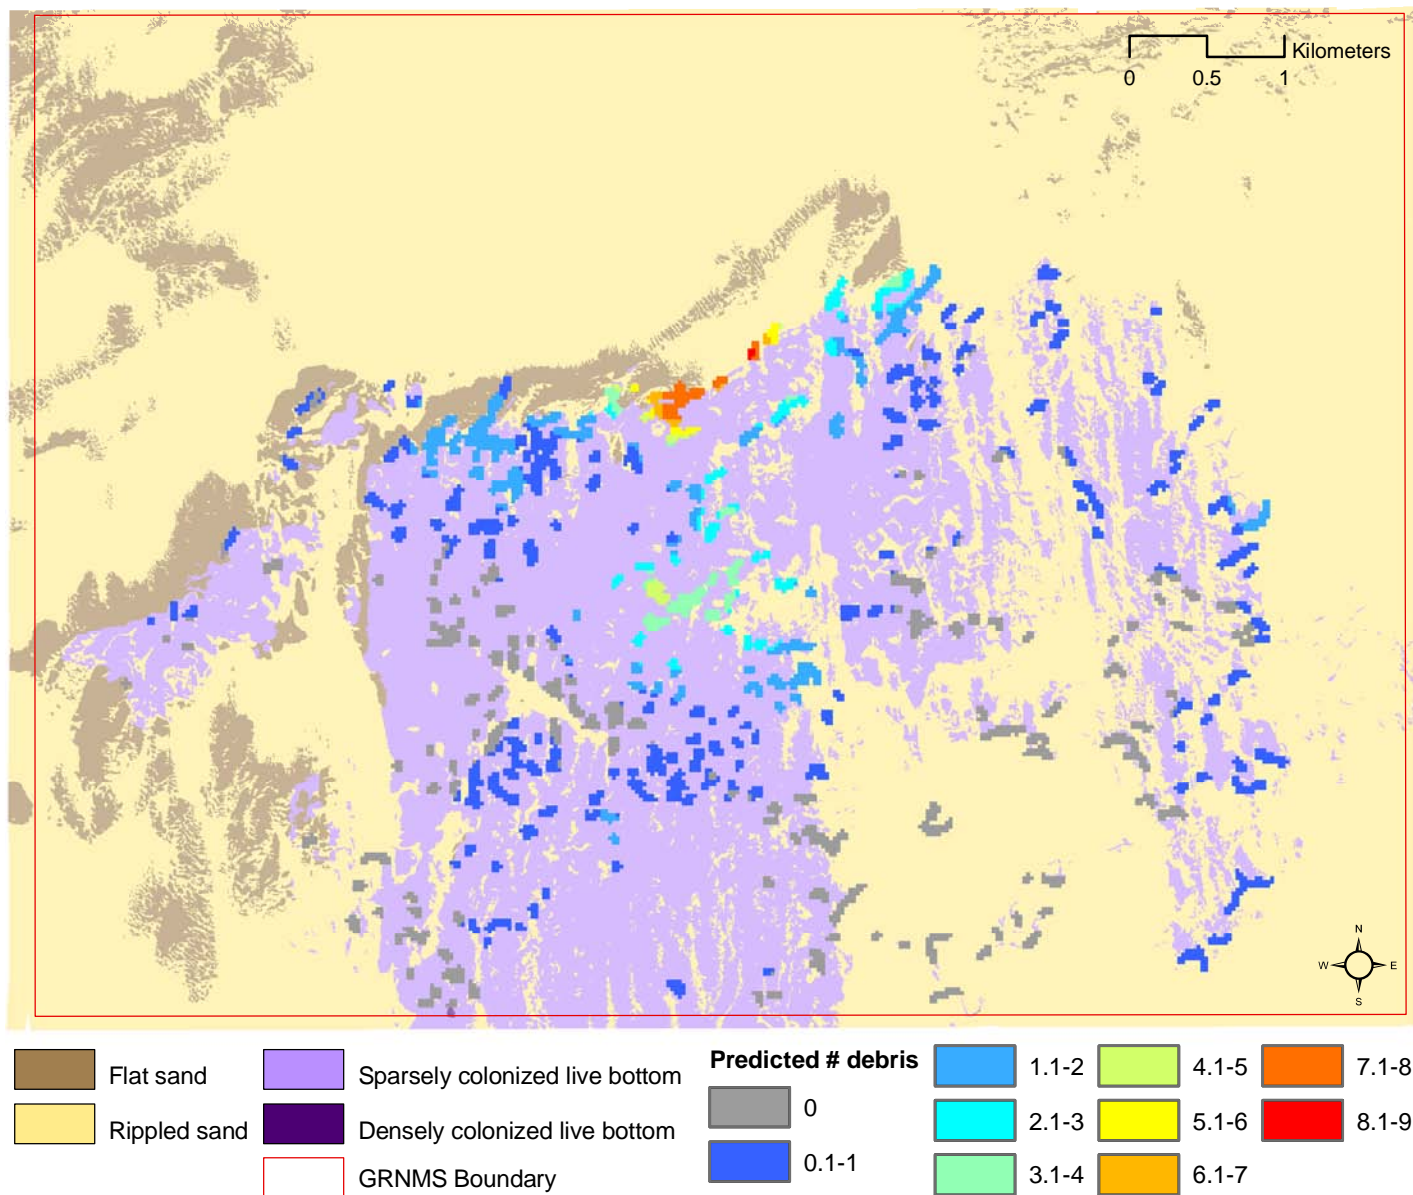 Kilometers
0 0.5 1
N
W E
S
Flat sand
Rippled sand
Sparsely colonized live bottom
Densely colonized live bottom
GRNMS Boundary
Predicted # debris
0
0.1-1
1.1-2
2.1-3
3.1-4
4.1-5
5.1-6
6.1-7
7.1-8
8.1-9